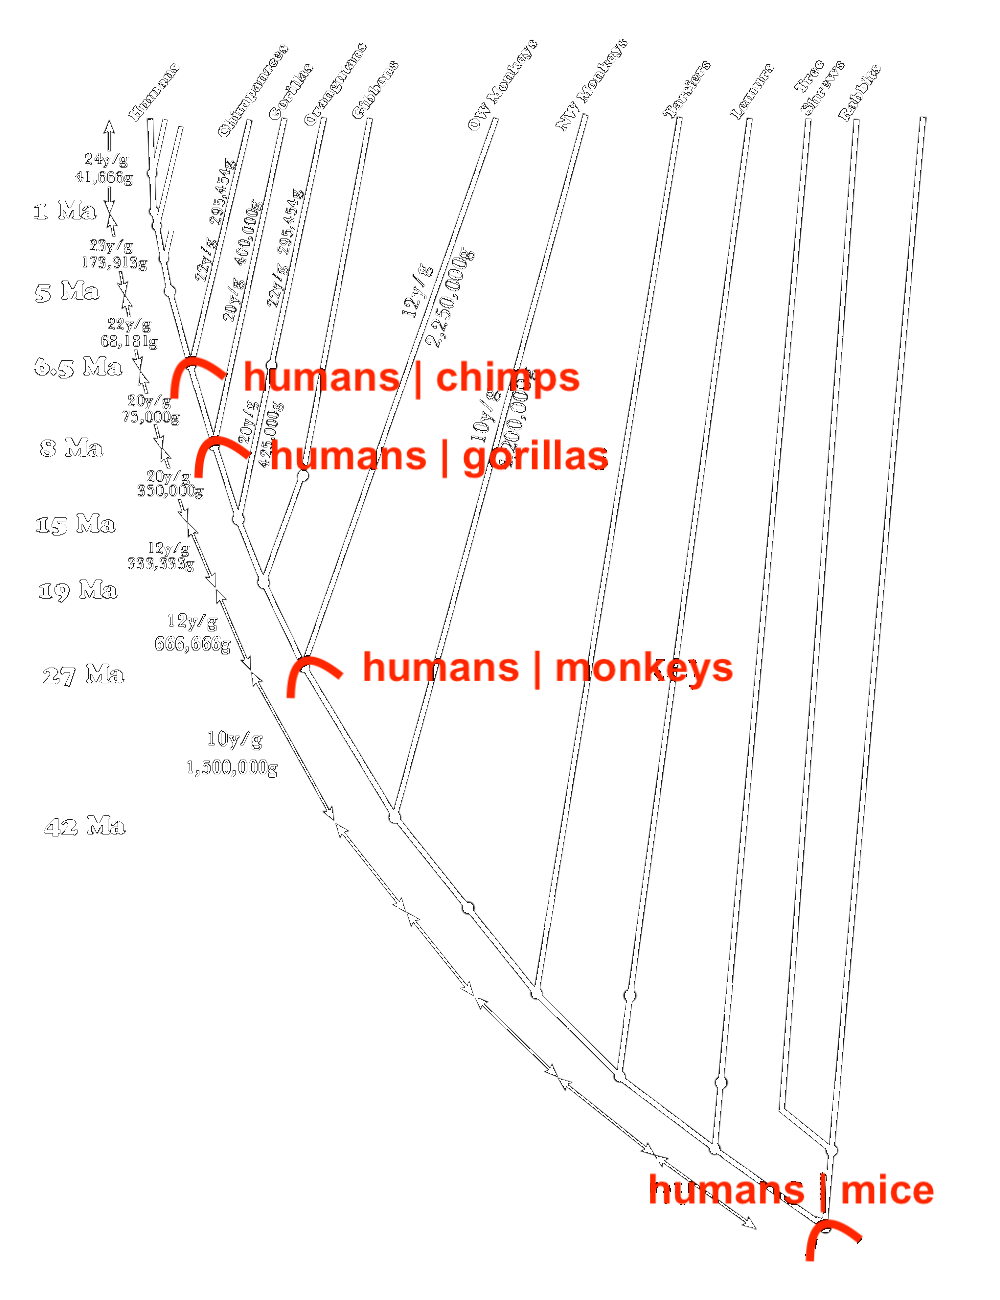 Humans
Chimpanzees
Gorillas
Orangutans
Gibbons
OW Monkeys
NW Monkeys
Tarsiers
Lemurs
Tree
Shrews
Rabbits
24y/g
41,666g
1 Ma
23y/g
173,913g
5 Ma
22y/g
68,181g
6.5 Ma
20y/g
75,000g
8 Ma
20y/g
350,000g
15 Ma
12y/g
333,333g
19 Ma
12y/g
666,666g
27 Ma
10y/g
1,500,000g
42 Ma
22y/g 295,454g
20y/g 400,000g
22y/g 295,454g
20y/g
425,000g
12y/g
2,250,000g
10y/g
humans | chimps
humans | gorillas
humans | monkeys
humans | mice